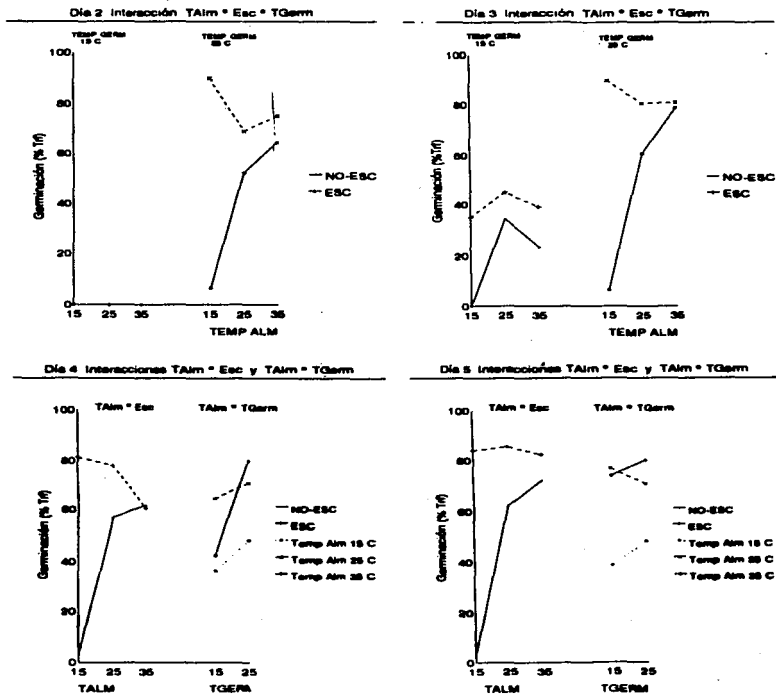 Día 2 Interacción TAlm * Esc * TGerm
TEMP GERM
15 C
TEMP GERM
100
80
60
40
20
0
Germinación (% Trf)
15 25 35 15 25 35
TEMP ALM
NO-ESC
ESC
Día 3 Interacción TAlm * Esc * TGerm
TEMP GERM
15 C
TEMP GERM
25 C
100
80
60
40
20
0
Germinación (% Trf)
15 25 35 15 25 35
TEMP ALM
NO-ESC
ESC
Día 4 Interacciones TAlm * Esc y TAlm * TGerm
TAlm * Esc TAlm * TGerm
100
80
60
40
20
0
Germinación (% Trf)
15 25 35 15 25
TALM
NO-ESC
ESC
Temp Alm 15 C
Temp Alm 25 C
Temp Alm 35 C
Día 5 Interacciones TAlm * Esc y TAlm * TGerm
TAlm * Esc TAlm * TGerm
100
80
60
40
20
0
Germinación (% Trf)
15 25 35 15 25
TALM TGERM
NO-ESC
ESC
Temp Alm 15 C
Temp Alm 25 C
Temp Alm 35 C